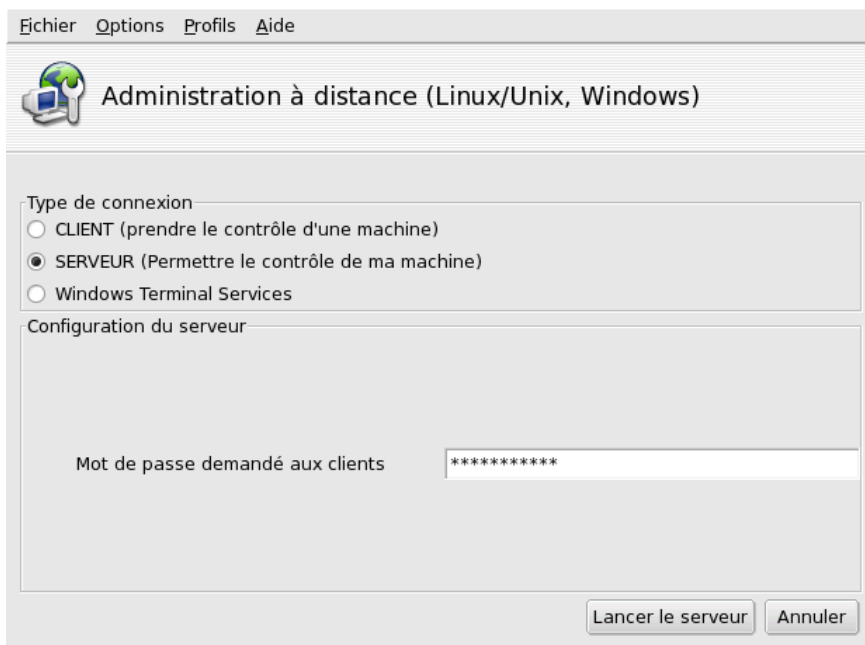 Fichier Options Profils Aide
Administration à distance (Linux/Unix, Windows)
Type de connexion
CLIENT (prendre le contrôle d'une machine)
SERVEUR (Permettre le contrôle de ma machine)
Windows Terminal Services
Configuration du serveur
Mot de passe demandé aux clients ***********
Lancer le serveur Annuler